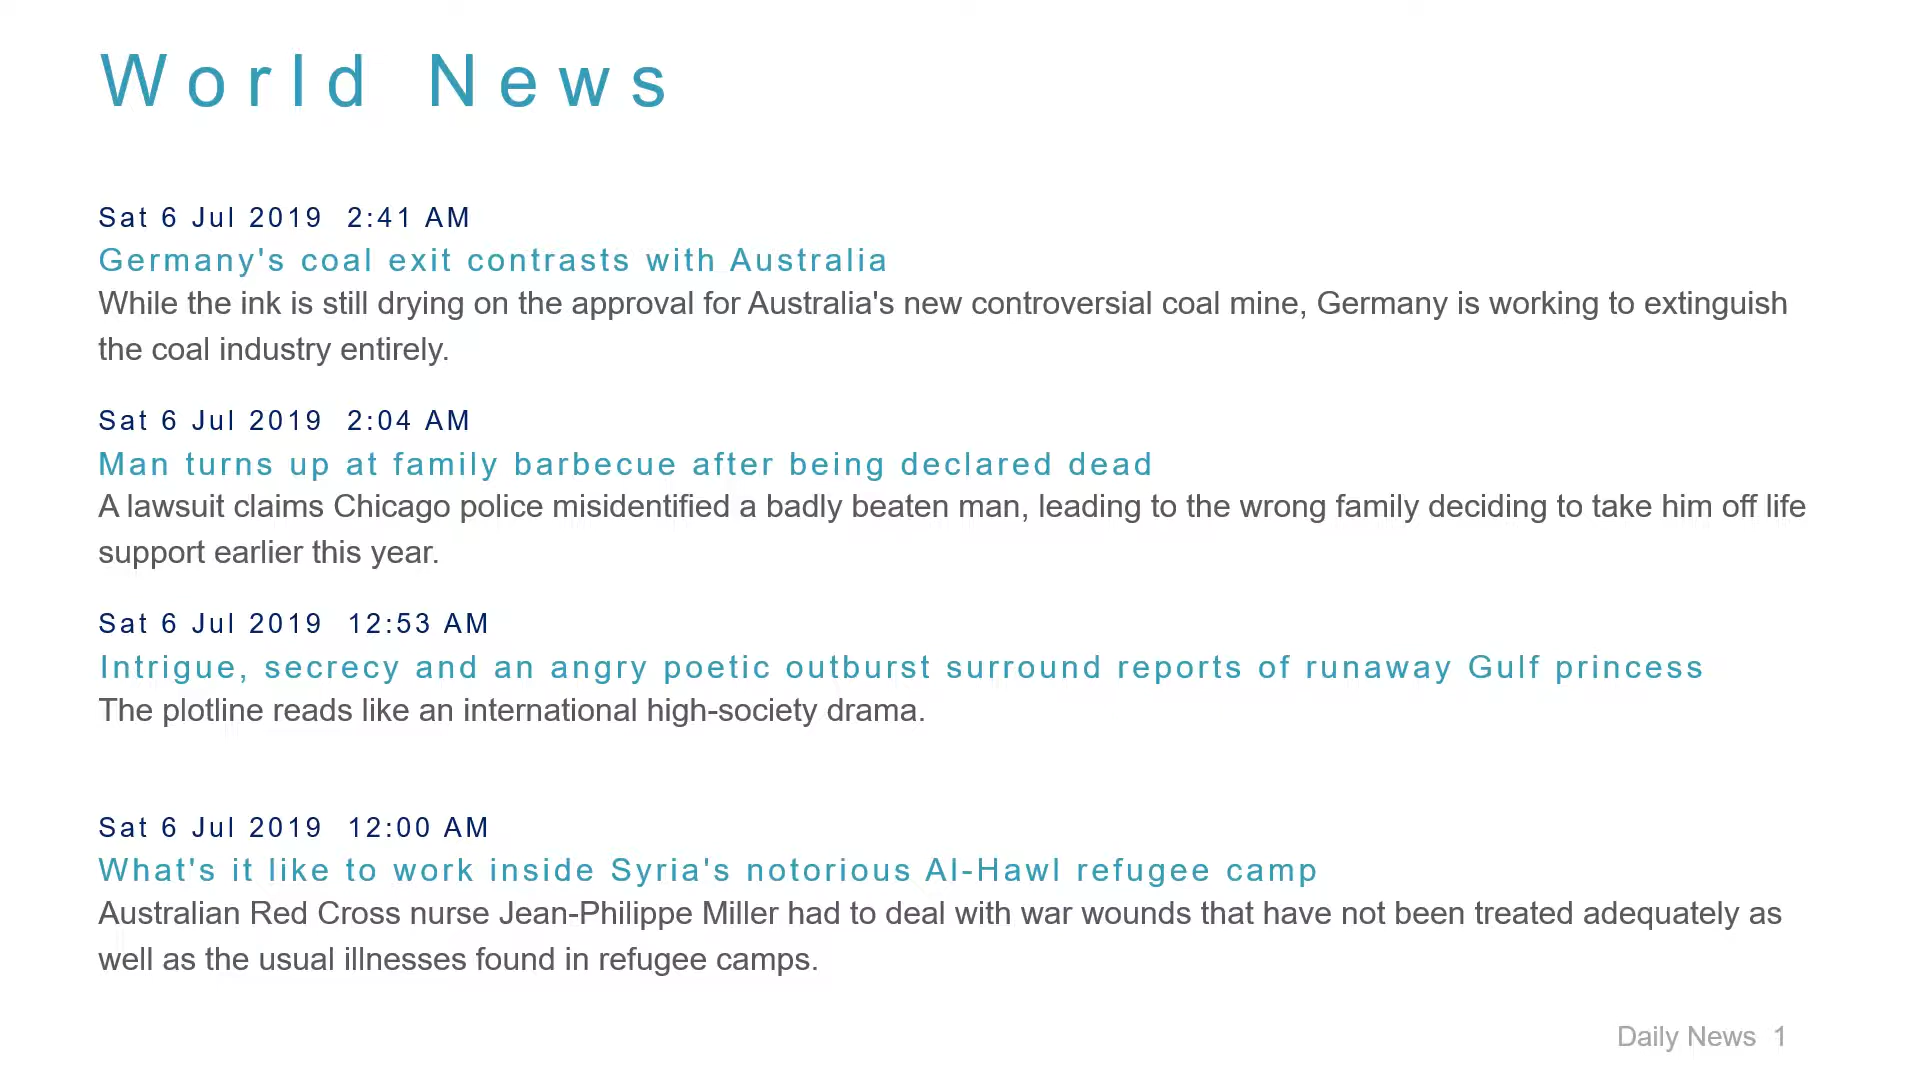 World News
Sat 6 Jul 2019  2:41 AM
Germany's coal exit contrasts with Australia
While the ink is still drying on the approval for Australia's new controversial coal mine, Germany is working to extinguish
the coal industry entirely.
Sat 6 Jul 2019  2:04 AM
Man turns up at family barbecue after being declared dead
A lawsuit claims Chicago police misidentified a badly beaten man, leading to the wrong family deciding to take him off life
support earlier this year.
Sat 6 Jul 2019  12:53 AM
Intrigue, secrecy and an angry poetic outburst surround reports of runaway Gulf princess
The plotline reads like an international high-society drama.
Sat 6 Jul 2019  12:00 AM
What's it like to work inside Syria's notorious Al-Hawl refugee camp
Australian Red Cross nurse Jean-Philippe Miller had to deal with war wounds that have not been treated adequately as
well as the usual illnesses found in refugee camps.
Daily News  1